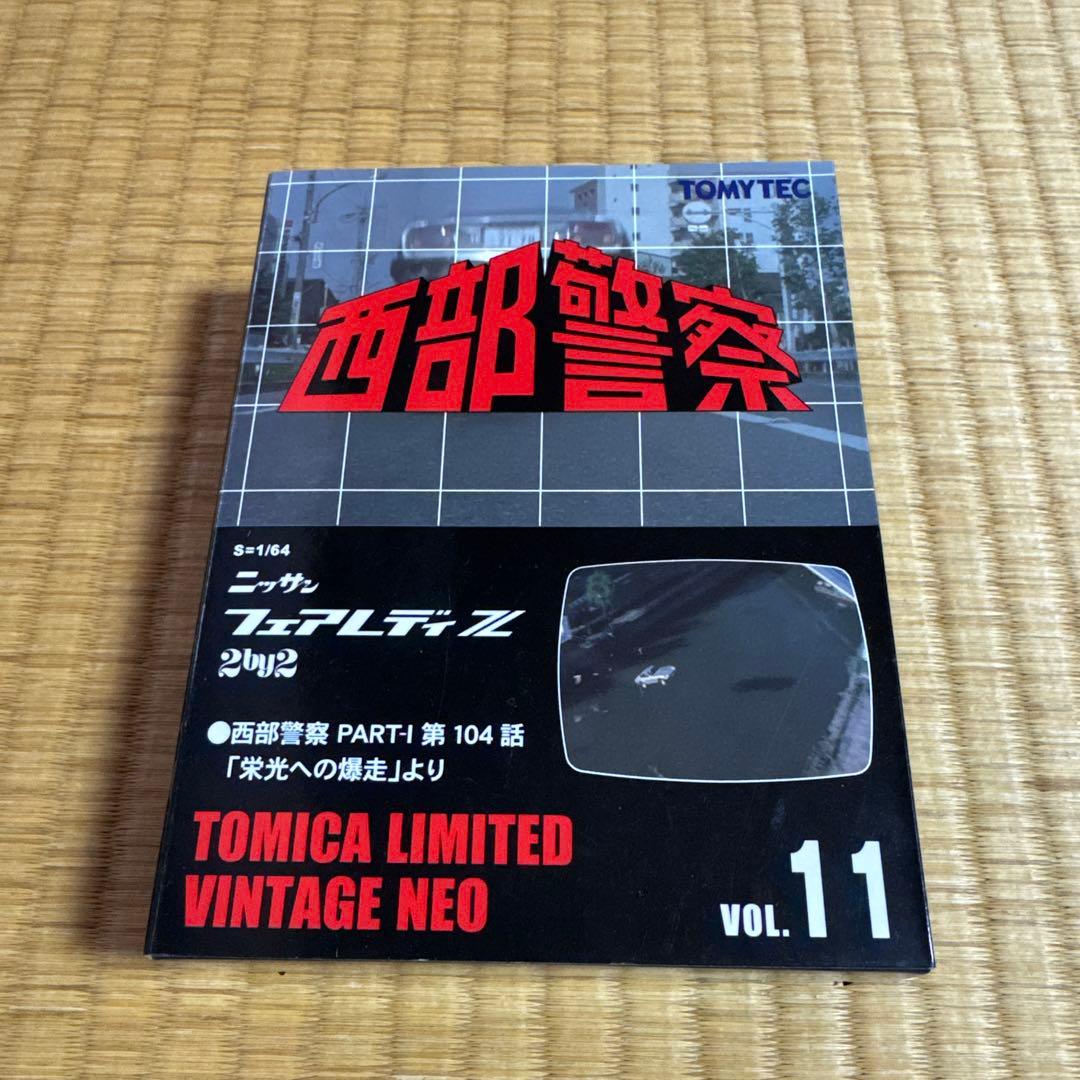 TOMYTEC
西部警察
S=1/64
ニッサン
フェアレディZ
2by2
●西部警察 PART-I 第104話
「栄光への爆走」より
TOMICA LIMITED
VINTAGE NEO
VOL. 11